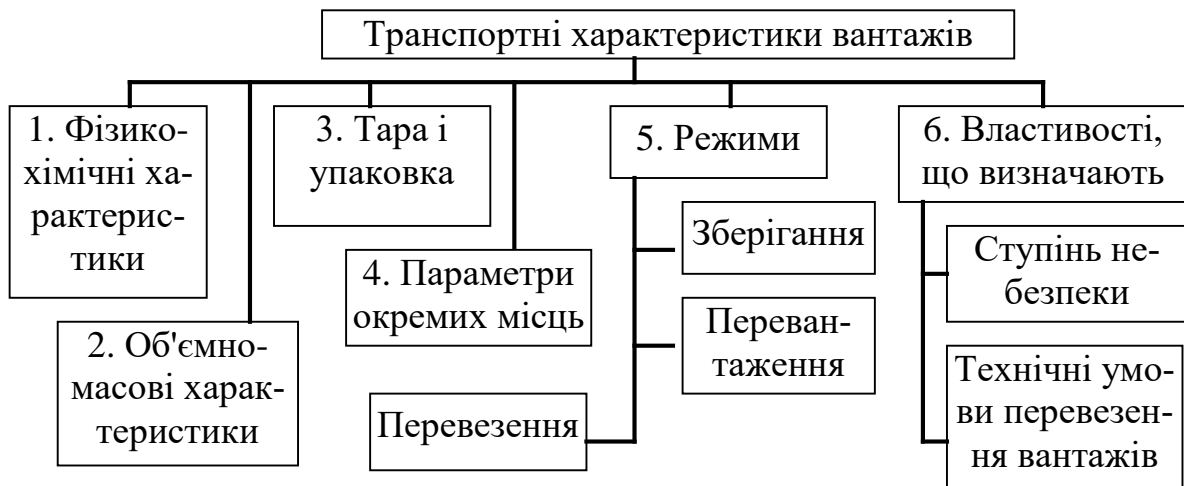 Транспортні характеристики вантажів
1. Фізико-
хімічні ха-
рактерис-
тики
2. Об'ємно-
масові харак-
теристики
3. Тара і
упаковка
4. Параметри
окремих місць
5. Режими
Зберігання
Переван-
таження
Перевезення
6. Властивості,
що визначають
Ступінь не-
безпеки
Технічні умо-
ви перевезен-
ня вантажів